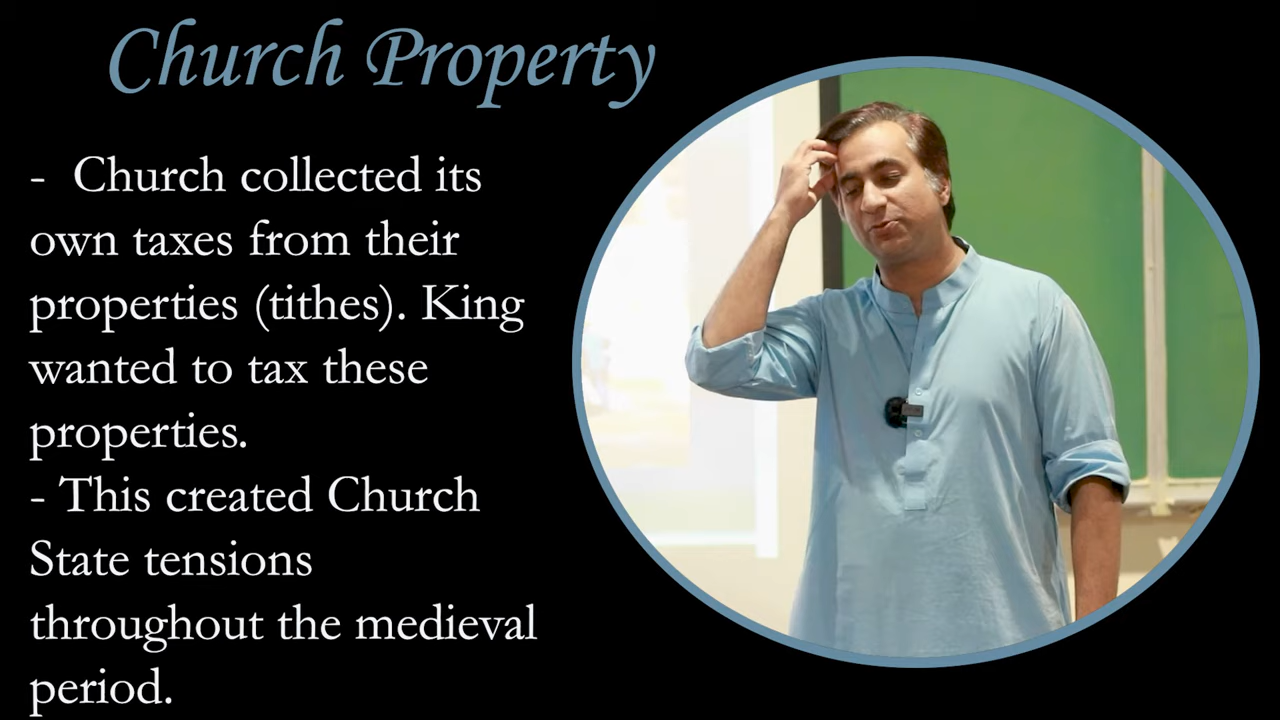 Church Property
- Church collected its
own taxes from their
properties (tithes). King
wanted to tax these
properties.
- This created Church
State tensions
throughout the medieval
period.